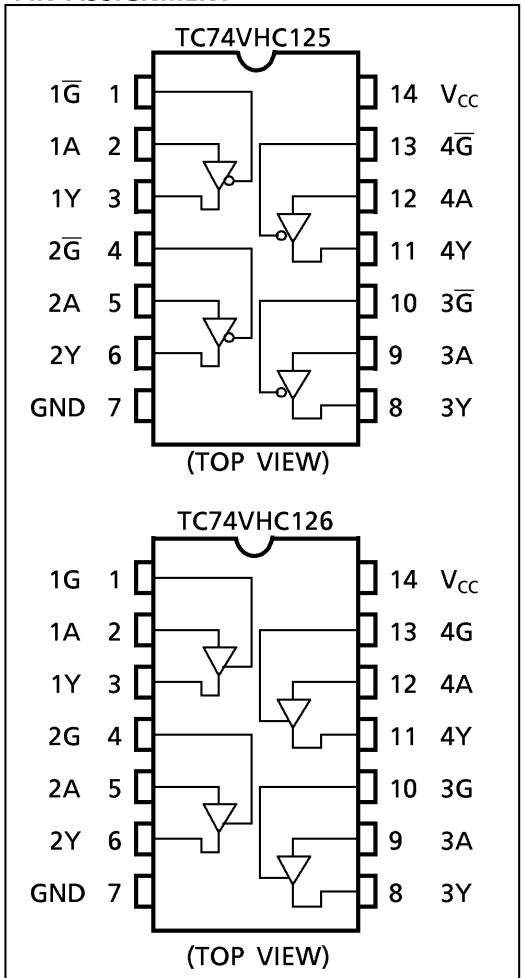 TC74VHC125
1G̅ 1 14 V_CC
1A 2 13 4G̅
1Y 3 12 4A
2G̅ 4 11 4Y
2A 5 10 3G̅
2Y 6 9 3A
GND 7 8 3Y
(TOP VIEW)
TC74VHC126
1G 1 14 V_CC
1A 2 13 4G
1Y 3 12 4A
2G 4 11 4Y
2A 5 10 3G
2Y 6 9 3A
GND 7 8 3Y
(TOP VIEW)